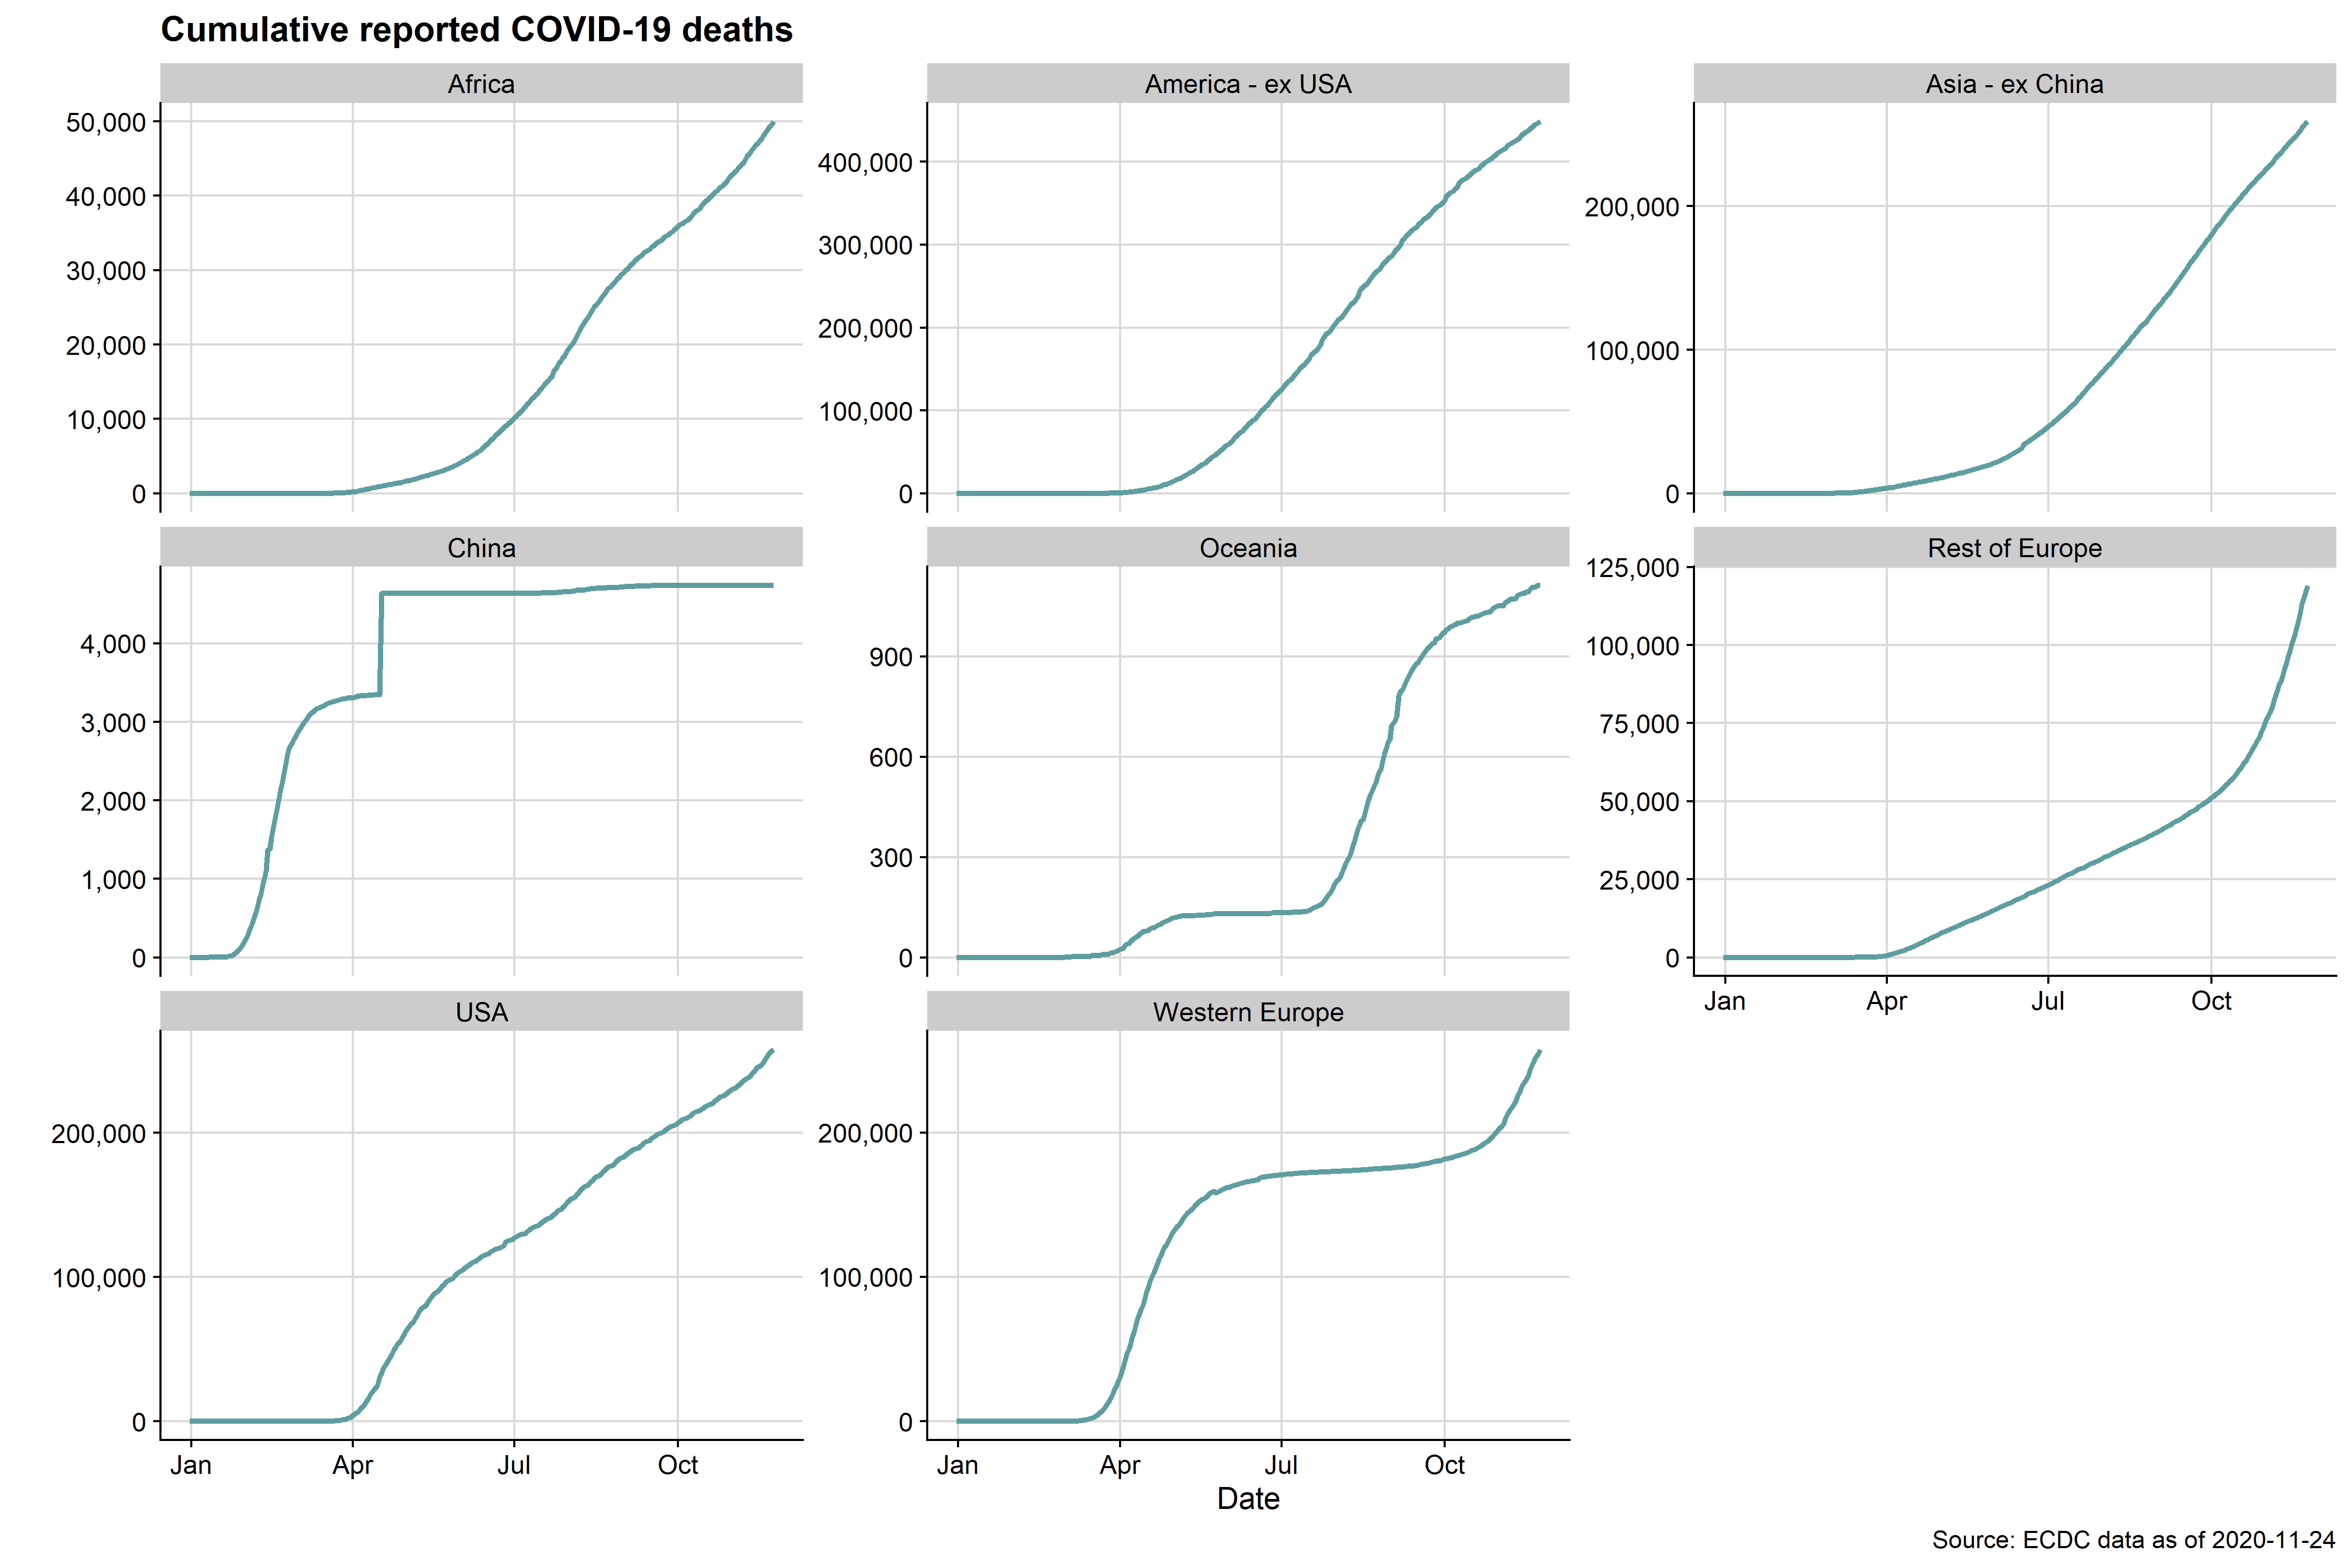 Cumulative reported COVID-19 deaths
Africa
America - ex USA
Asia - ex China
50,000
40,000
30,000
20,000
10,000
0
400,000
300,000
200,000
100,000
0
200,000
100,000
0
China
Oceania
Rest of Europe
4,000
3,000
2,000
1,000
0
900
600
300
0
125,000
100,000
75,000
50,000
25,000
0
Jan Apr Jul Oct
USA
Western Europe
200,000
100,000
0
200,000
100,000
0
Jan Apr Jul Oct
Jan Apr Jul Oct
Date
Source: ECDC data as of 2020-11-24